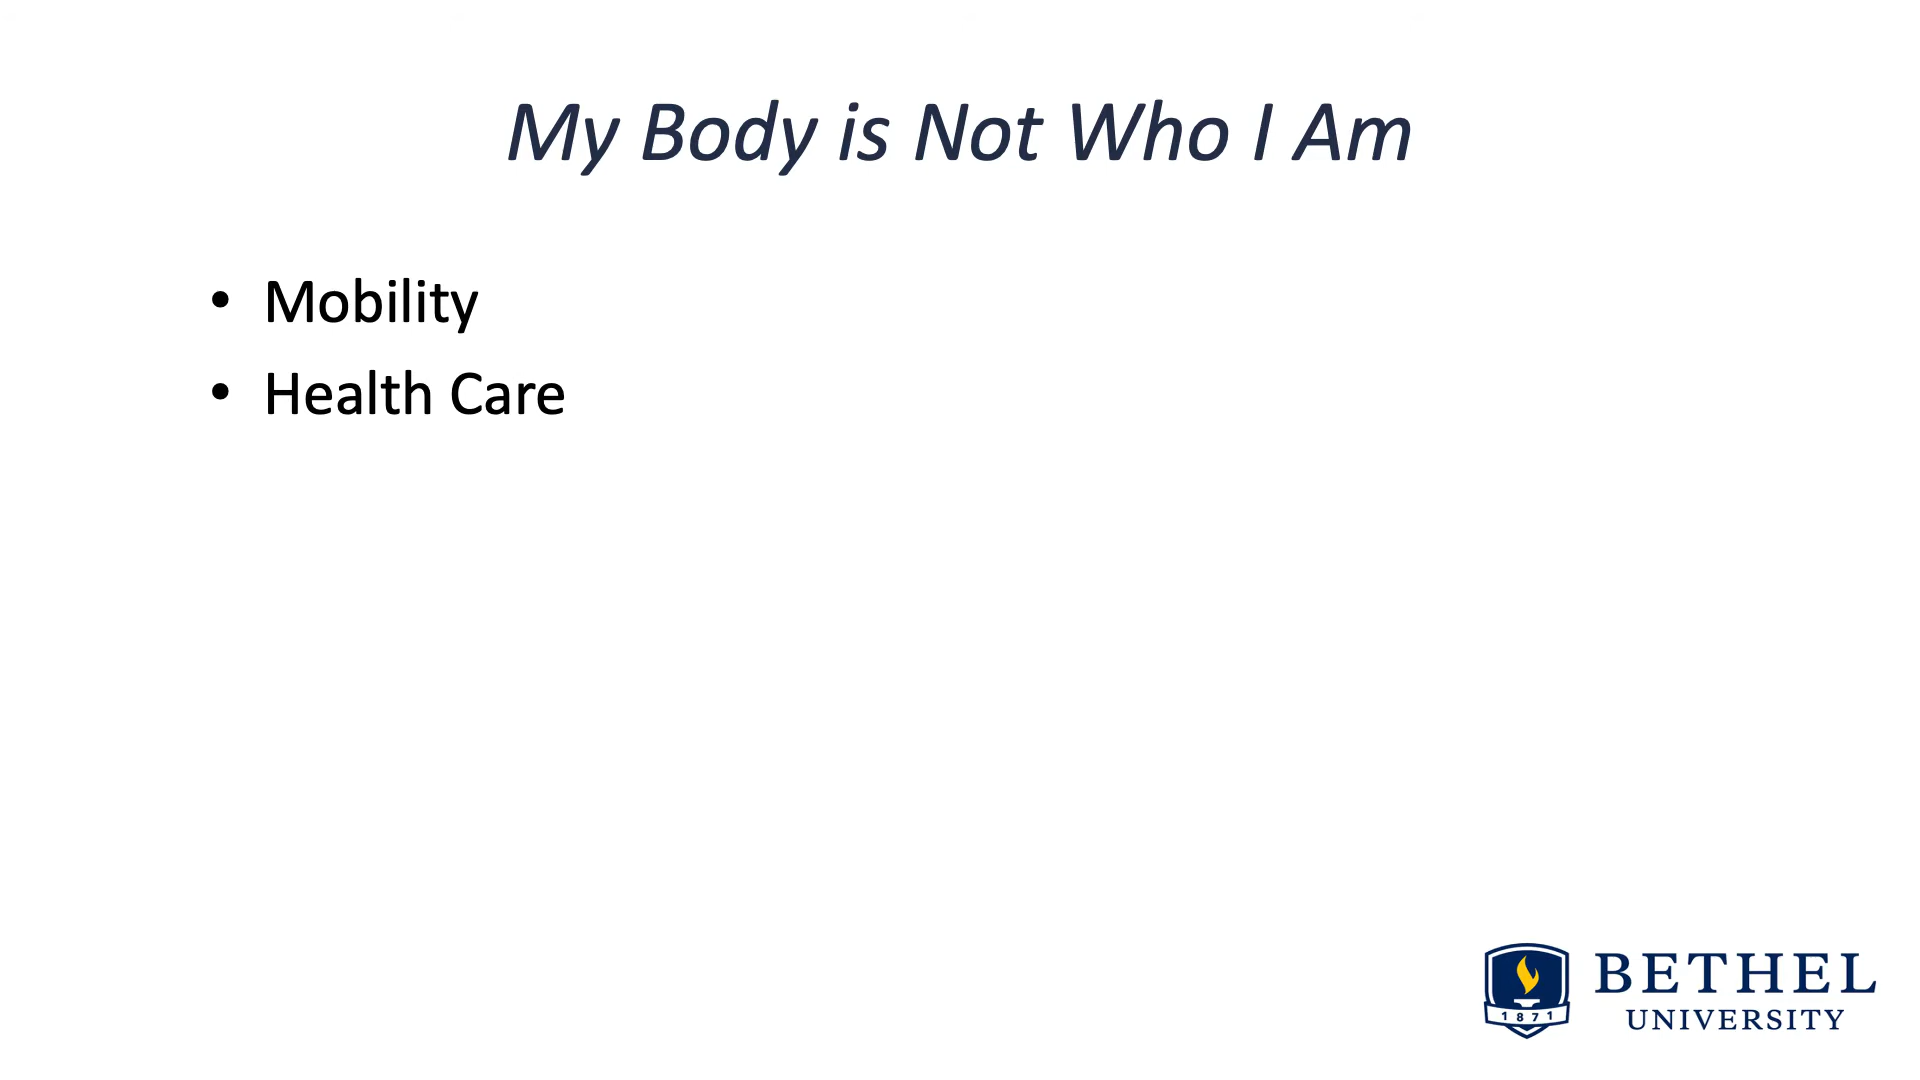 My Body is Not Who I Am
• Mobility
• Health Care
1871
BETHEL
UNIVERSITY